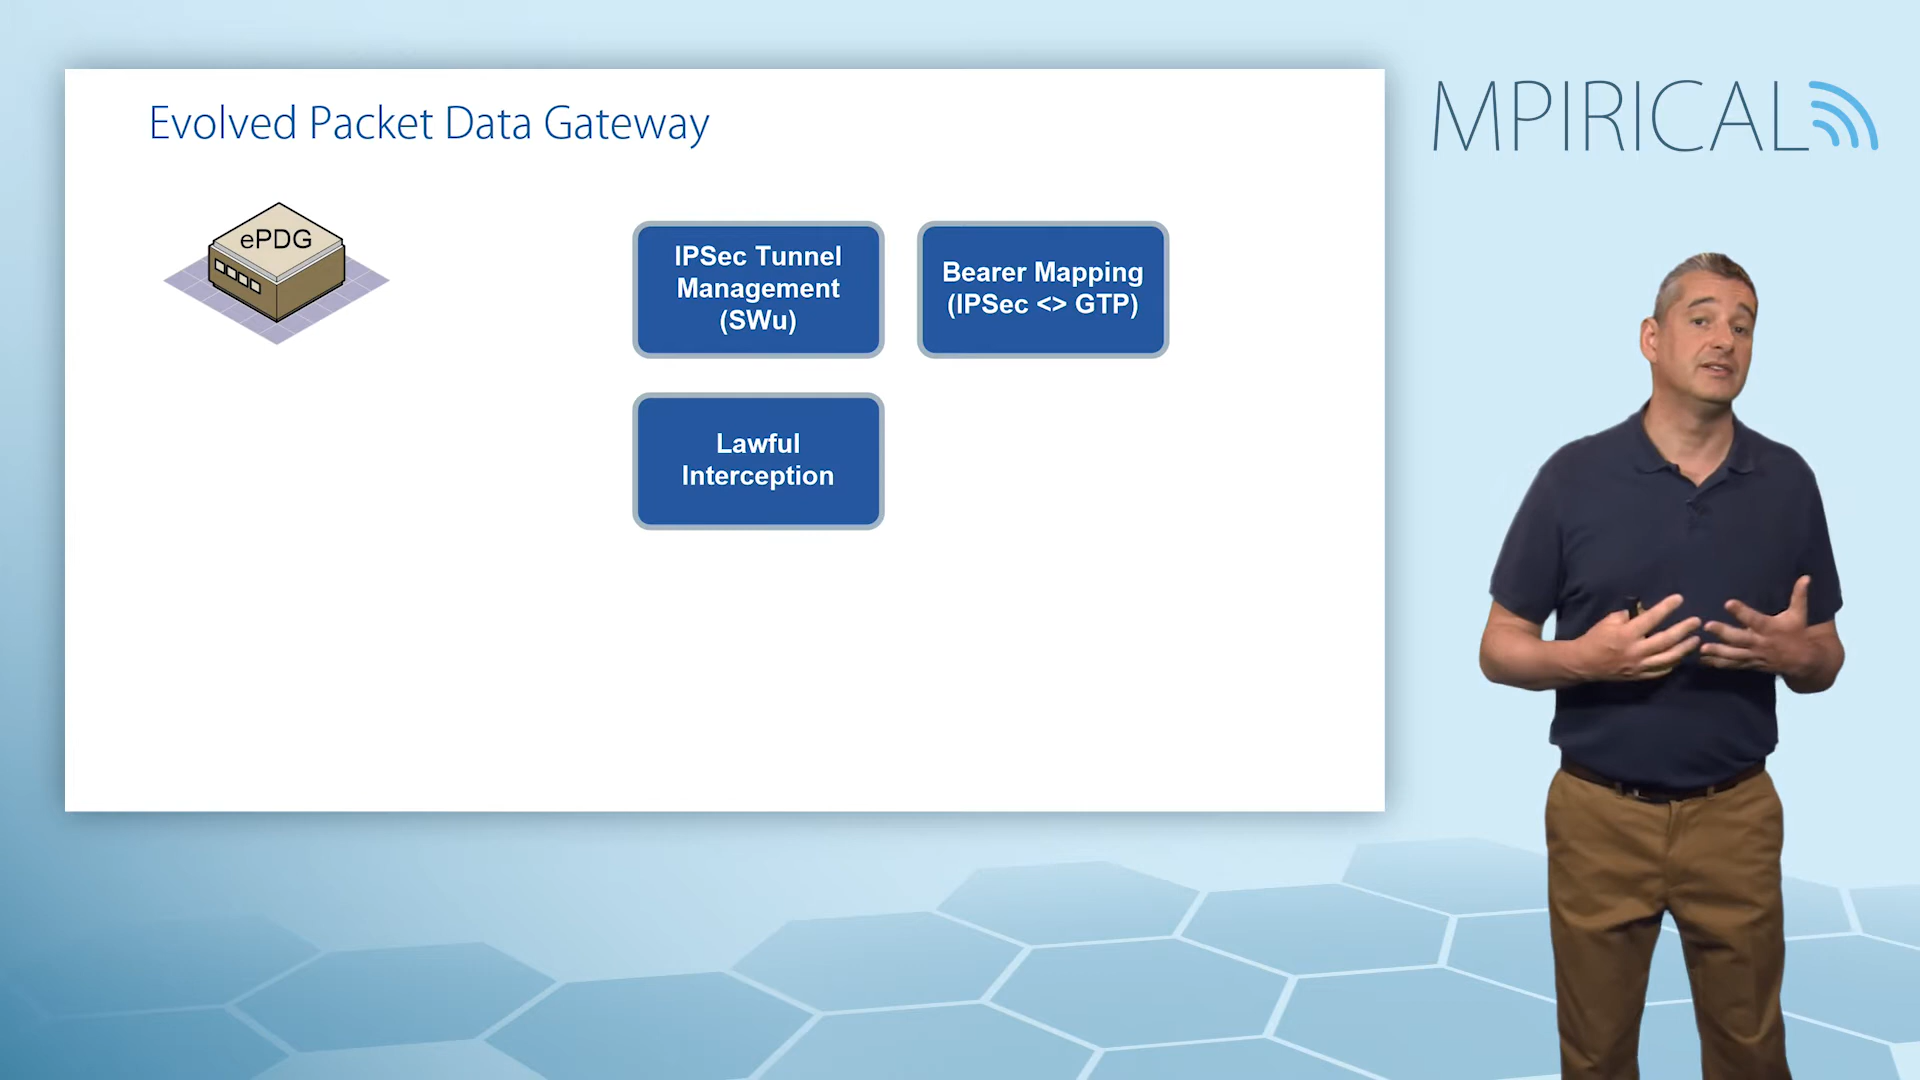 Evolved Packet Data Gateway
MPIRICAL
ePDG
IPSec Tunnel
Management
(SWu)
Bearer Mapping
(IPSec <> GTP)
Lawful
Interception